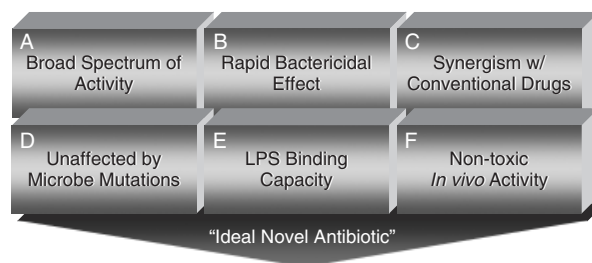 A
Broad Spectrum of
Activity
B
Rapid Bactericidal
Effect
C
Synergism w/
Conventional Drugs
D
Unaffected by
Microbe Mutations
E
LPS Binding
Capacity
F
Non-toxic
In vivo Activity
“Ideal Novel Antibiotic”